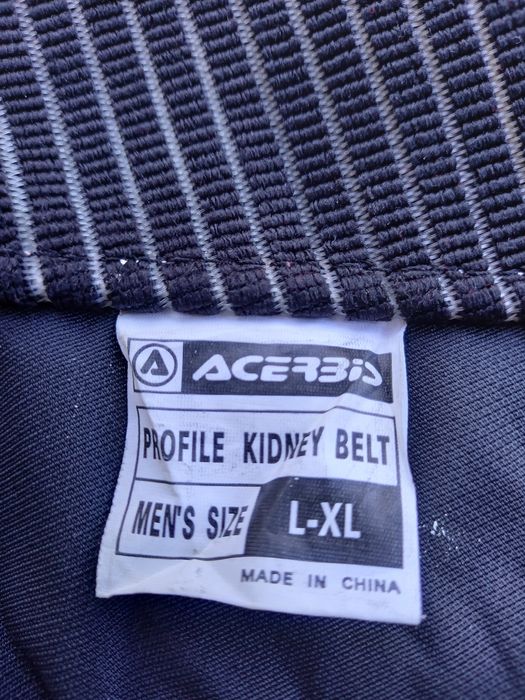 ACERBIS
PROFILE KIDNEY BELT
MEN'S SIZE L-XL
MADE IN CHINA